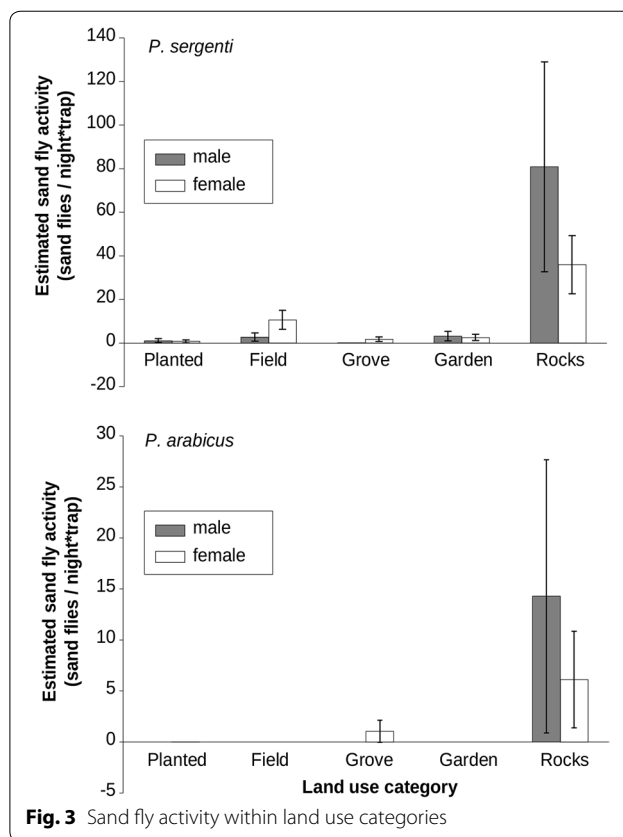 P. sergenti
Estimated sand fly activity
(sand flies / night*trap)
140
120
100
80
60
40
20
0
-20
male
female
Planted Field Grove Garden Rocks
P. arabicus
Estimated sand fly activity
(sand flies / night*trap)
30
25
20
15
10
5
0
-5
male
female
Planted Field Grove Garden Rocks
Land use category
Fig. 3 Sand fly activity within land use categories